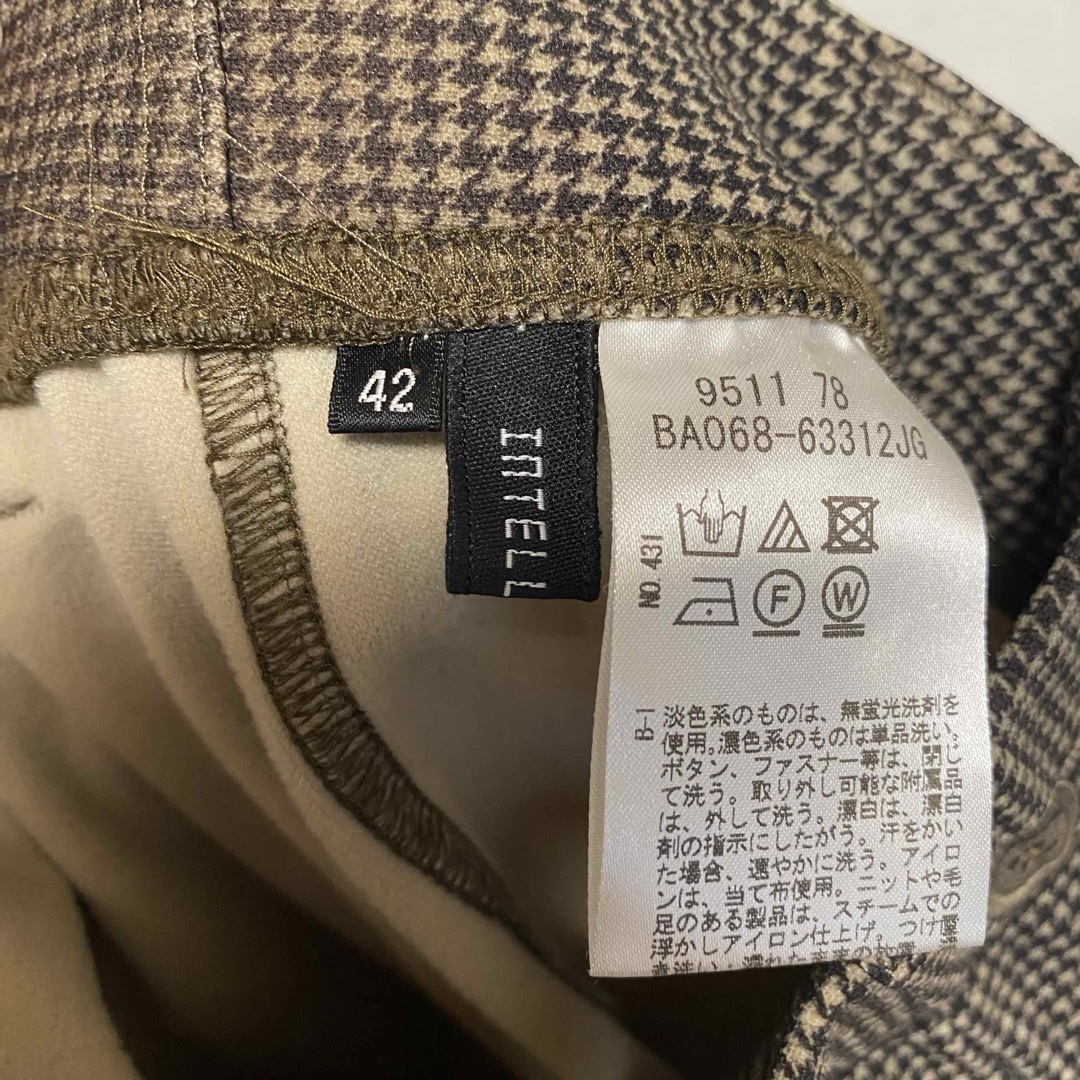 42
INTELL
9511 78
BA068-63312JG
NO.431
F W
B-1
淡色系のものは、無蛍光洗剤を
使用。濃色系のものは単品洗い。
ボタン、ファスナー等は、閉じ
て洗う。取り外し可能な附属品
は、外して洗う。漂白は、漂白
剤の指示にしたがう。汗をかい
た場合、速やかに洗う。アイロ
ンは、当て布使用。ニットや毛
足のある製品は、スチームでの
浮かしアイロン仕上げ。つけ置